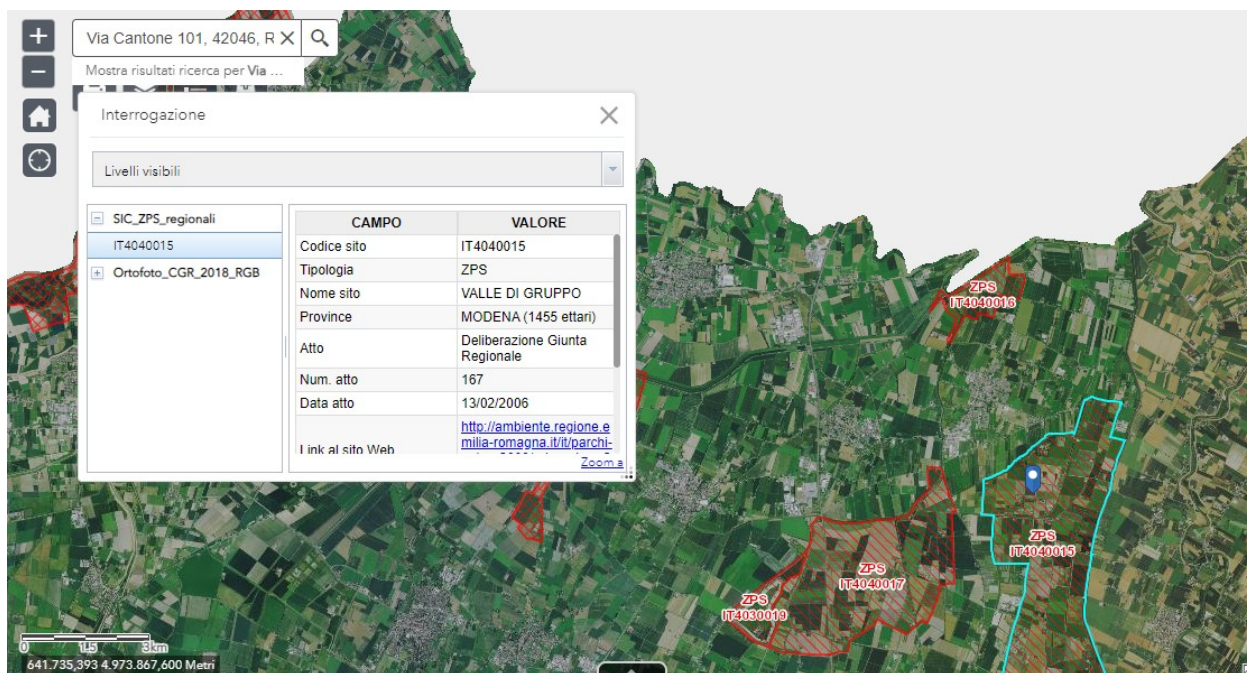 +
Via Cantone 101, 42046, R
−
Mostra risultati ricerca per Via ...
Interrogazione
Livelli visibili
SIC_ZPS_regionali
IT4040015
Ortofoto_CGR_2018_RGB
CAMPO VALORE
Codice sito IT4040015
Tipologia ZPS
Nome sito VALLE DI GRUPPO
Province MODENA (1455 ettari)
Atto Deliberazione Giunta
Regionale
Num. atto 167
Data atto 13/02/2006
Link al sito Web http://ambiente.regione.e
milia-romagna.it/it/parchi-
Zoom a
ZPS
IT4040016
ZPS
IT4040015
ZPS
IT4040017
ZPS
IT4030019
0 1.5 3km
641.735,393 4.973.867,600 Metri